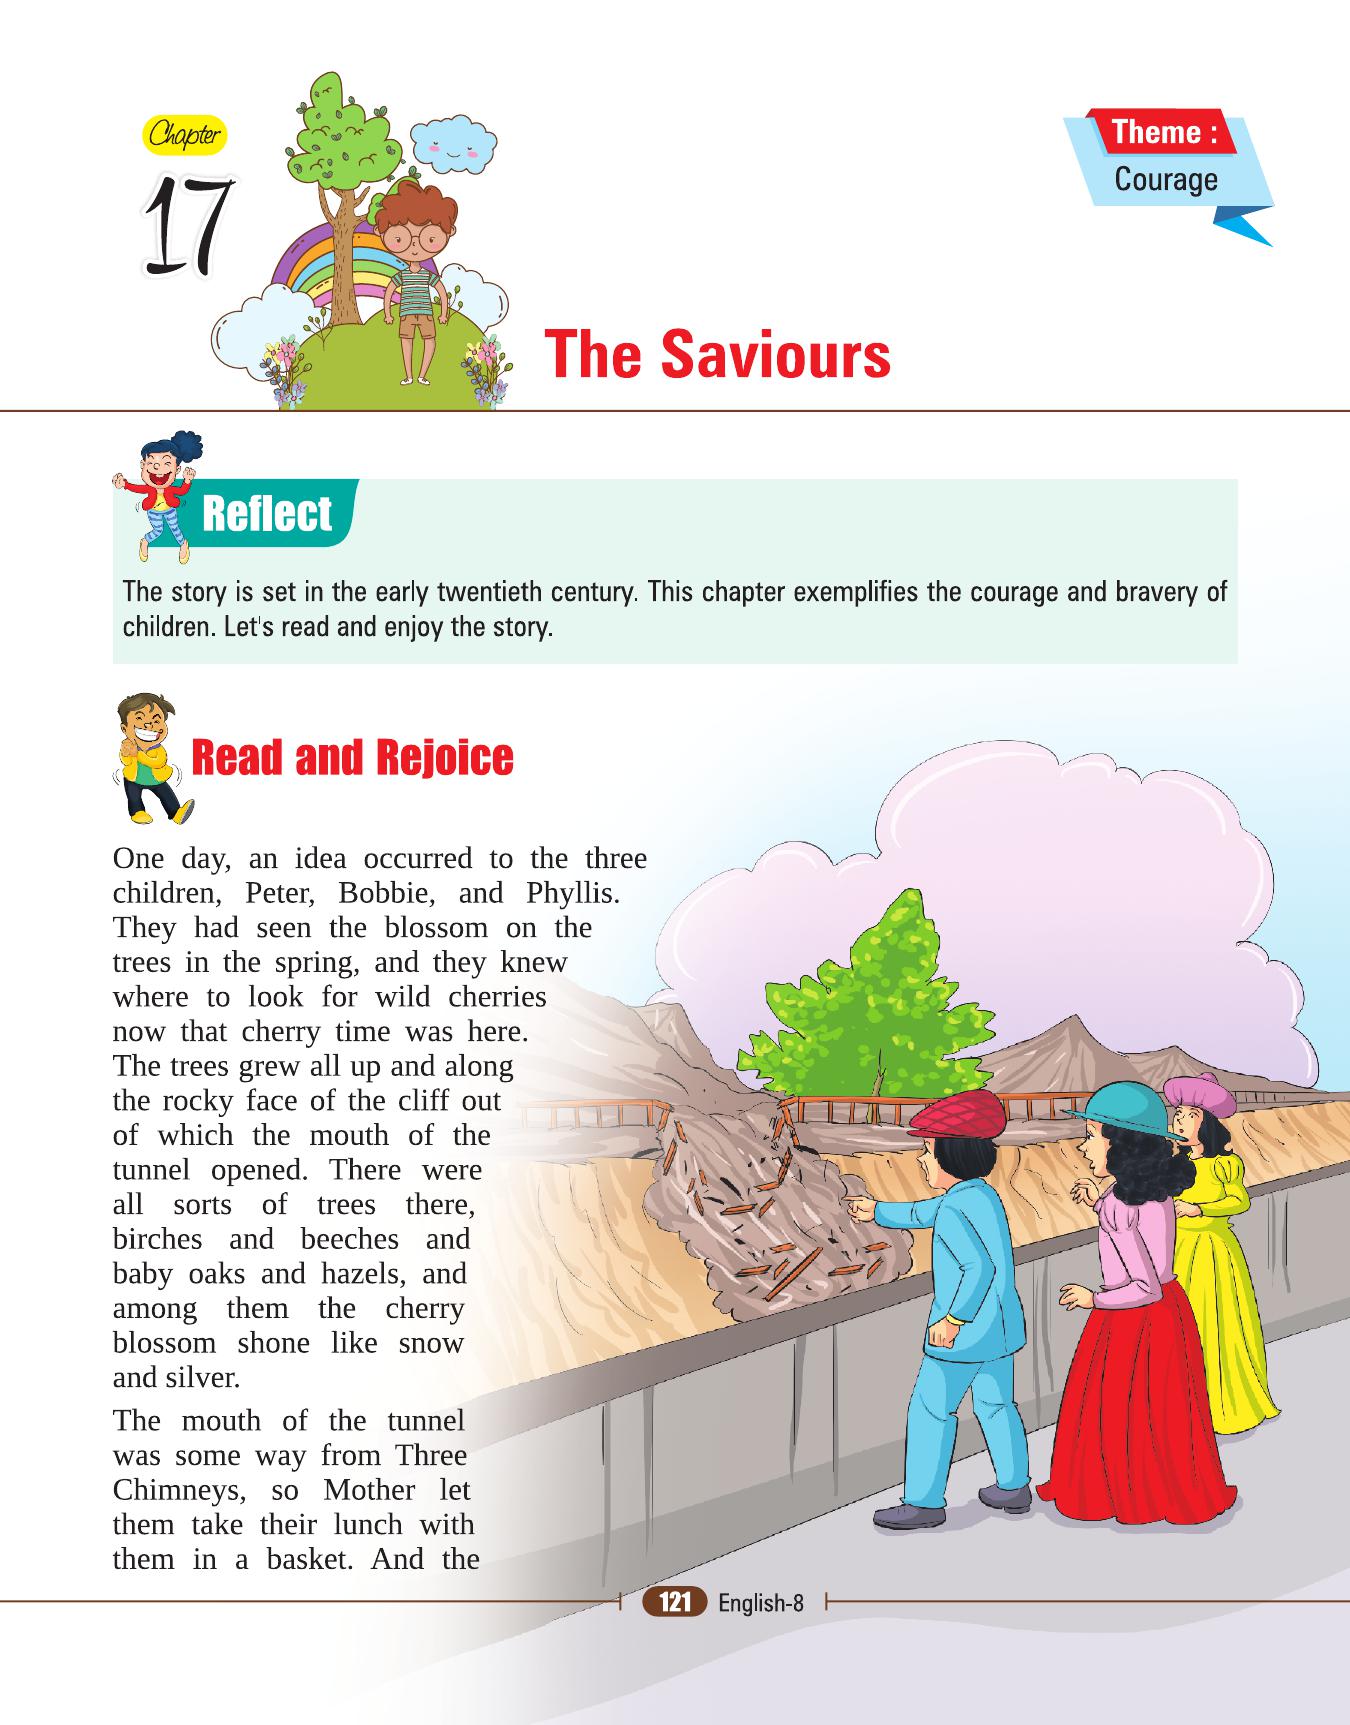 Chapter
17
Theme :
Courage
The Saviours
Reflect
The story is set in the early twentieth century. This chapter exemplifies the courage and bravery of
children. Let's read and enjoy the story.
Read and Rejoice
One day, an idea occurred to the three
children, Peter, Bobbie, and Phyllis.
They had seen the blossom on the
trees in the spring, and they knew
where to look for wild cherries
now that cherry time was here.
The trees grew all up and along
the rocky face of the cliff out
of which the mouth of the
tunnel opened. There were
all sorts of trees there,
birches and beeches and
baby oaks and hazels, and
among them the cherry
blossom shone like snow
and silver.
The mouth of the tunnel
was some way from Three
Chimneys, so Mother let
them take their lunch with
them in a basket. And the
121 English-8